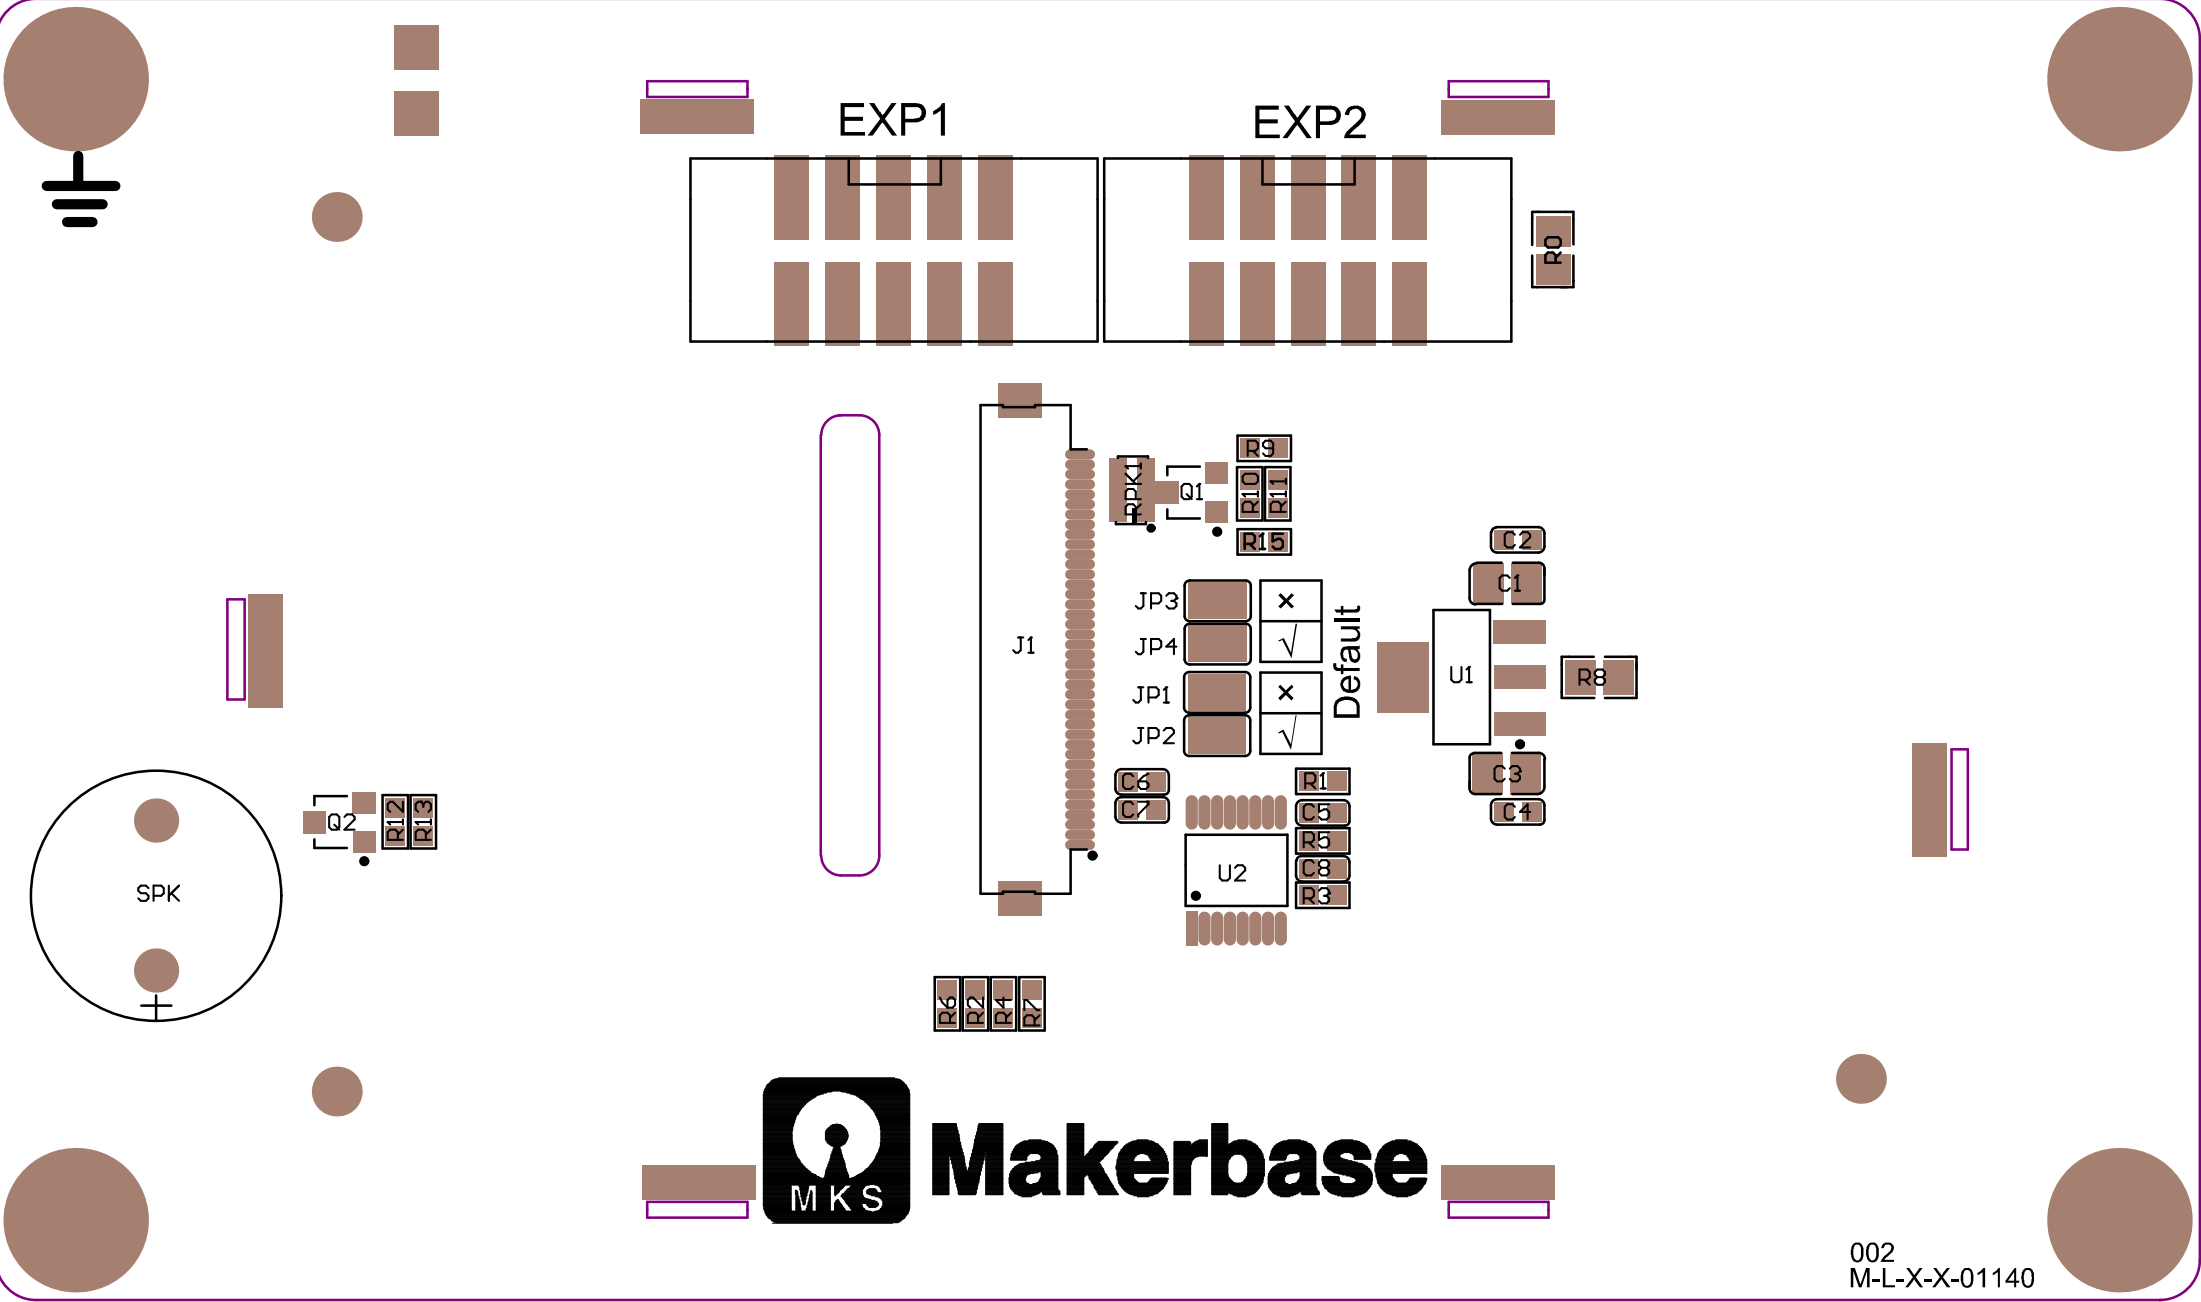 EXP1
EXP2
R0
R9
RPK1
Q1
R10
R11
R15
C2
C1
JP3
×
JP4
√
J1
Default
U1
R8
JP1
×
JP2
√
C3
C6
R1
C7
C5
C4
Q2
R12
R13
R5
U2
C8
R3
SPK
R6
R2
R4
R7
MKS
Makerbase
002
M-L-X-X-01140